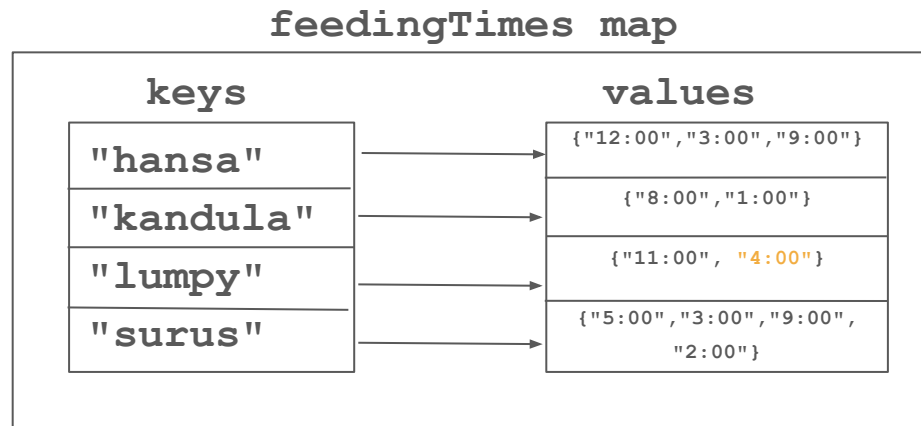 feedingTimes map
keys
values
"hansa"
{"12:00","3:00","9:00"}
"kandula"
{"8:00","1:00"}
"lumpy"
{"11:00", "4:00"}
"surus"
{"5:00","3:00","9:00",
"2:00"}